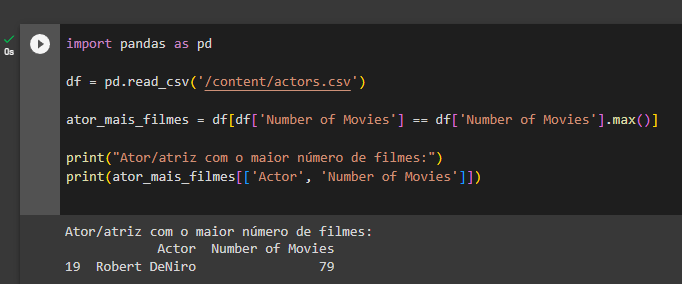 0s
import pandas as pd
df = pd.read_csv('/content/actors.csv')
ator_mais_filmes = df[df['Number of Movies'] == df['Number of Movies'].max()]
print("Ator/atriz com o maior número de filmes:")
print(ator_mais_filmes[['Actor', 'Number of Movies']])
Ator/atriz com o maior número de filmes:
Actor Number of Movies
19 Robert DeNiro 79